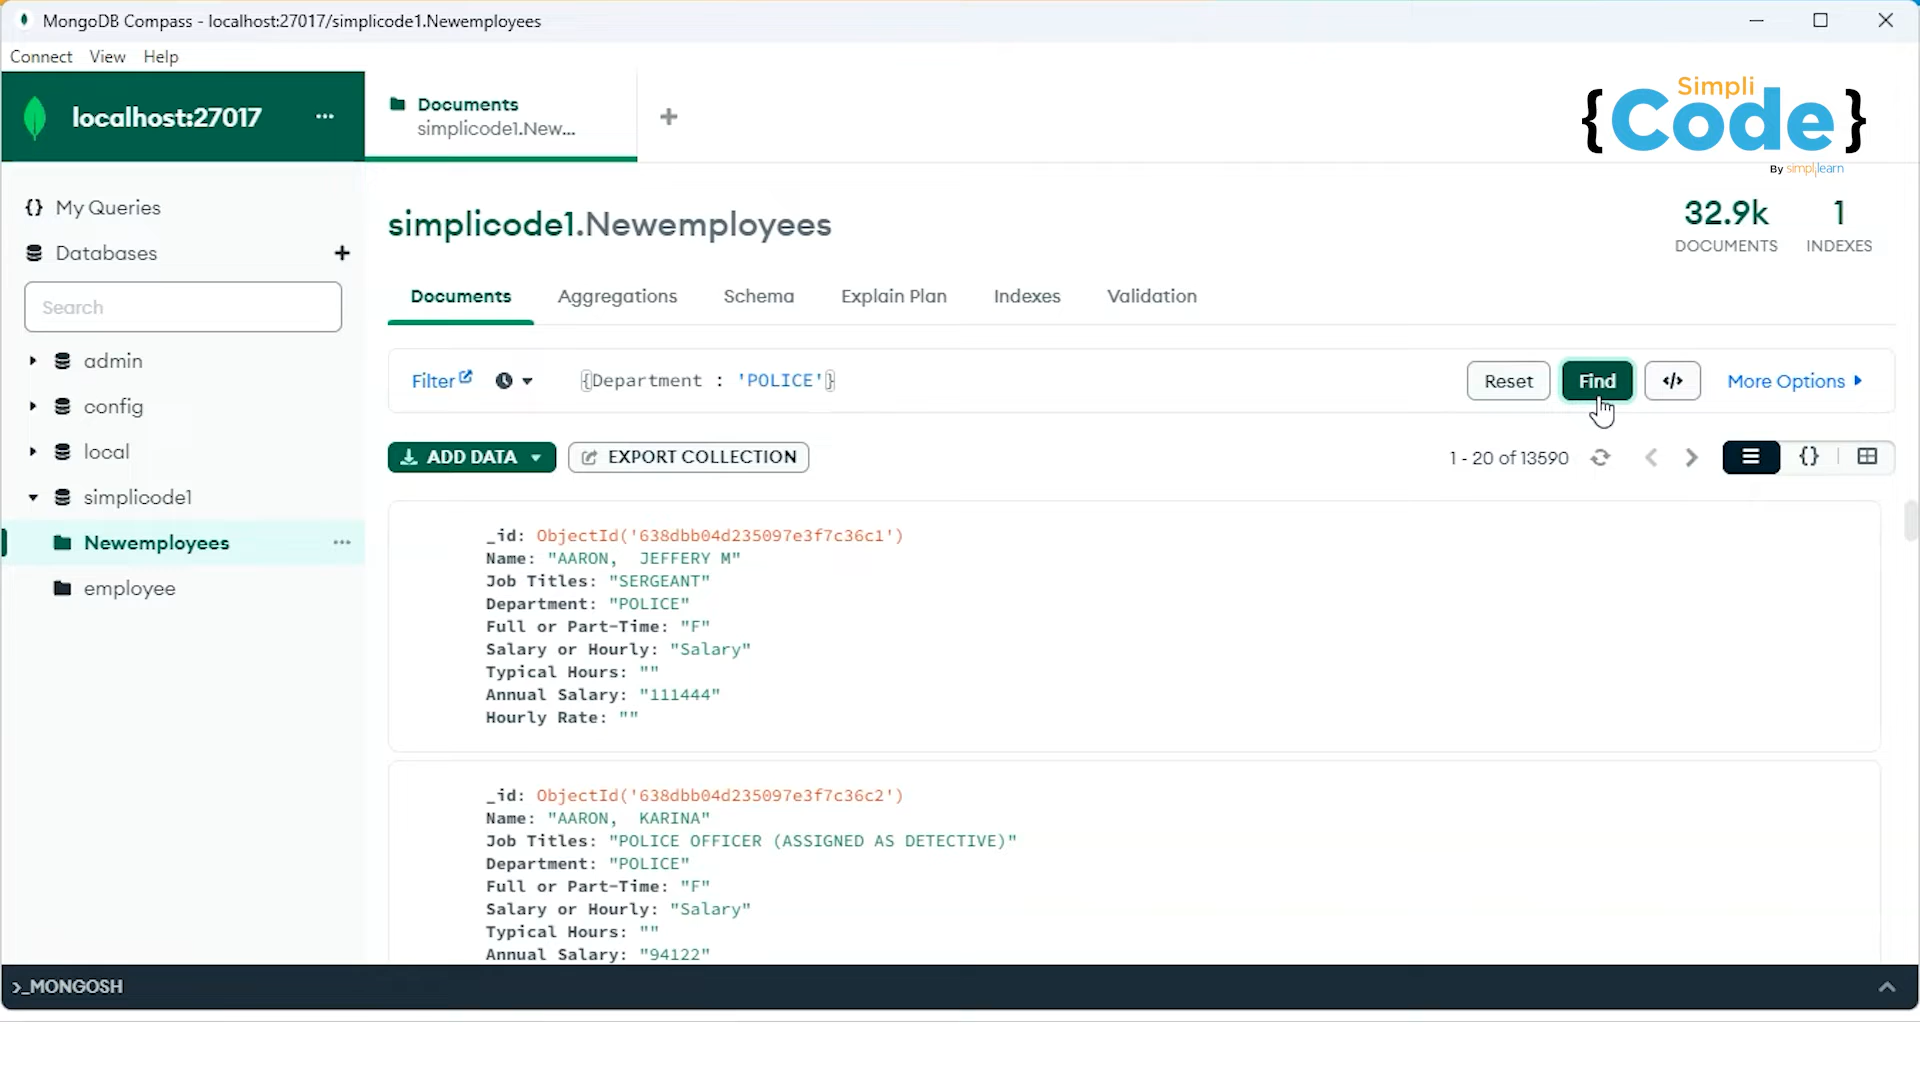 MongoDB Compass - localhost:27017/simplicode1.Newemployees
Connect View Help
localhost:27017 ...
Documents
simplicode1.New...
+
Simpli
{Code}
By simplilearn
{} My Queries
Databases +
Search
admin
config
local
simplicode1
Newemployees ...
employee
simplicode1.Newemployees
32.9k
DOCUMENTS
1
INDEXES
Documents Aggregations Schema Explain Plan Indexes Validation
Filter {Department : 'POLICE'} Reset Find </> More Options
ADD DATA EXPORT COLLECTION 1 - 20 of 13590 {}
_id: ObjectId('638dbb04d235097e3f7c36c1')
Name: "AARON,  JEFFERY M"
Job Titles: "SERGEANT"
Department: "POLICE"
Full or Part-Time: "F"
Salary or Hourly: "Salary"
Typical Hours: ""
Annual Salary: "111444"
Hourly Rate: ""
_id: ObjectId('638dbb04d235097e3f7c36c2')
Name: "AARON,  KARINA"
Job Titles: "POLICE OFFICER (ASSIGNED AS DETECTIVE)"
Department: "POLICE"
Full or Part-Time: "F"
Salary or Hourly: "Salary"
Typical Hours: ""
Annual Salary: "94122"
>_MONGOSH